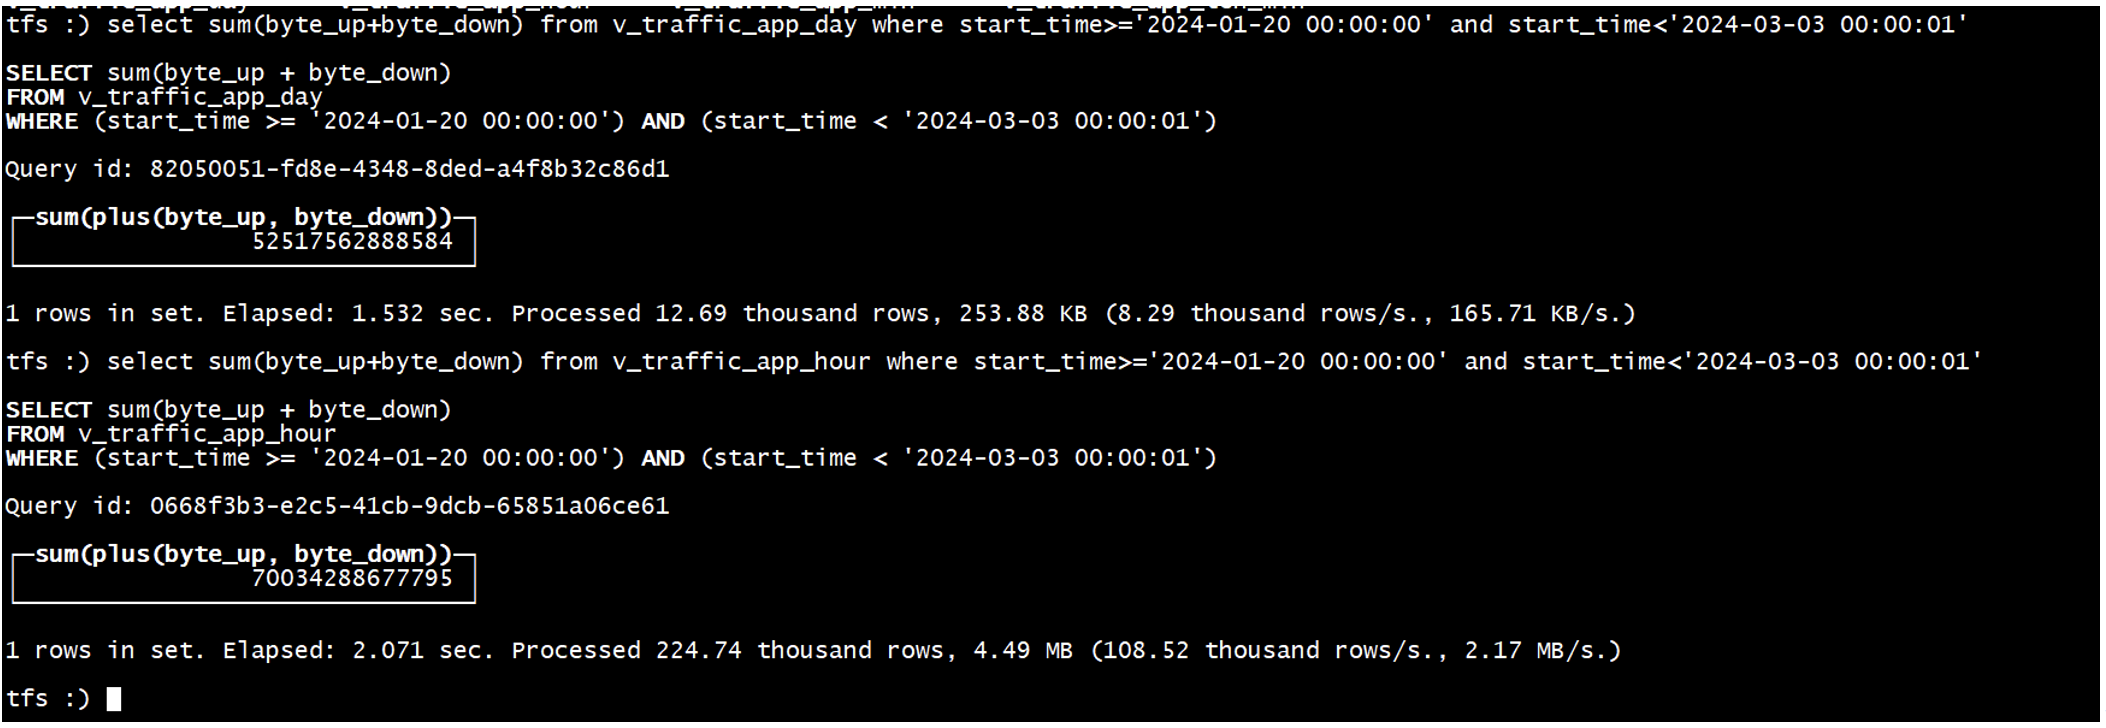 tfs :) select sum(byte_up+byte_down) from v_traffic_app_day where start_time>='2024-01-20 00:00:00' and start_time<'2024-03-03 00:00:01'
SELECT sum(byte_up + byte_down)
FROM v_traffic_app_day
WHERE (start_time >= '2024-01-20 00:00:00') AND (start_time < '2024-03-03 00:00:01')
Query id: 82050051-fd8e-4348-8ded-a4f8b32c86d1
sum(plus(byte_up, byte_down))
52517562888584
1 rows in set. Elapsed: 1.532 sec. Processed 12.69 thousand rows, 253.88 KB (8.29 thousand rows/s., 165.71 KB/s.)
tfs :) select sum(byte_up+byte_down) from v_traffic_app_hour where start_time>='2024-01-20 00:00:00' and start_time<'2024-03-03 00:00:01'
SELECT sum(byte_up + byte_down)
FROM v_traffic_app_hour
WHERE (start_time >= '2024-01-20 00:00:00') AND (start_time < '2024-03-03 00:00:01')
Query id: 0668f3b3-e2c5-41cb-9dcb-65851a06ce61
sum(plus(byte_up, byte_down))
70034288677795
1 rows in set. Elapsed: 2.071 sec. Processed 224.74 thousand rows, 4.49 MB (108.52 thousand rows/s., 2.17 MB/s.)
tfs :)